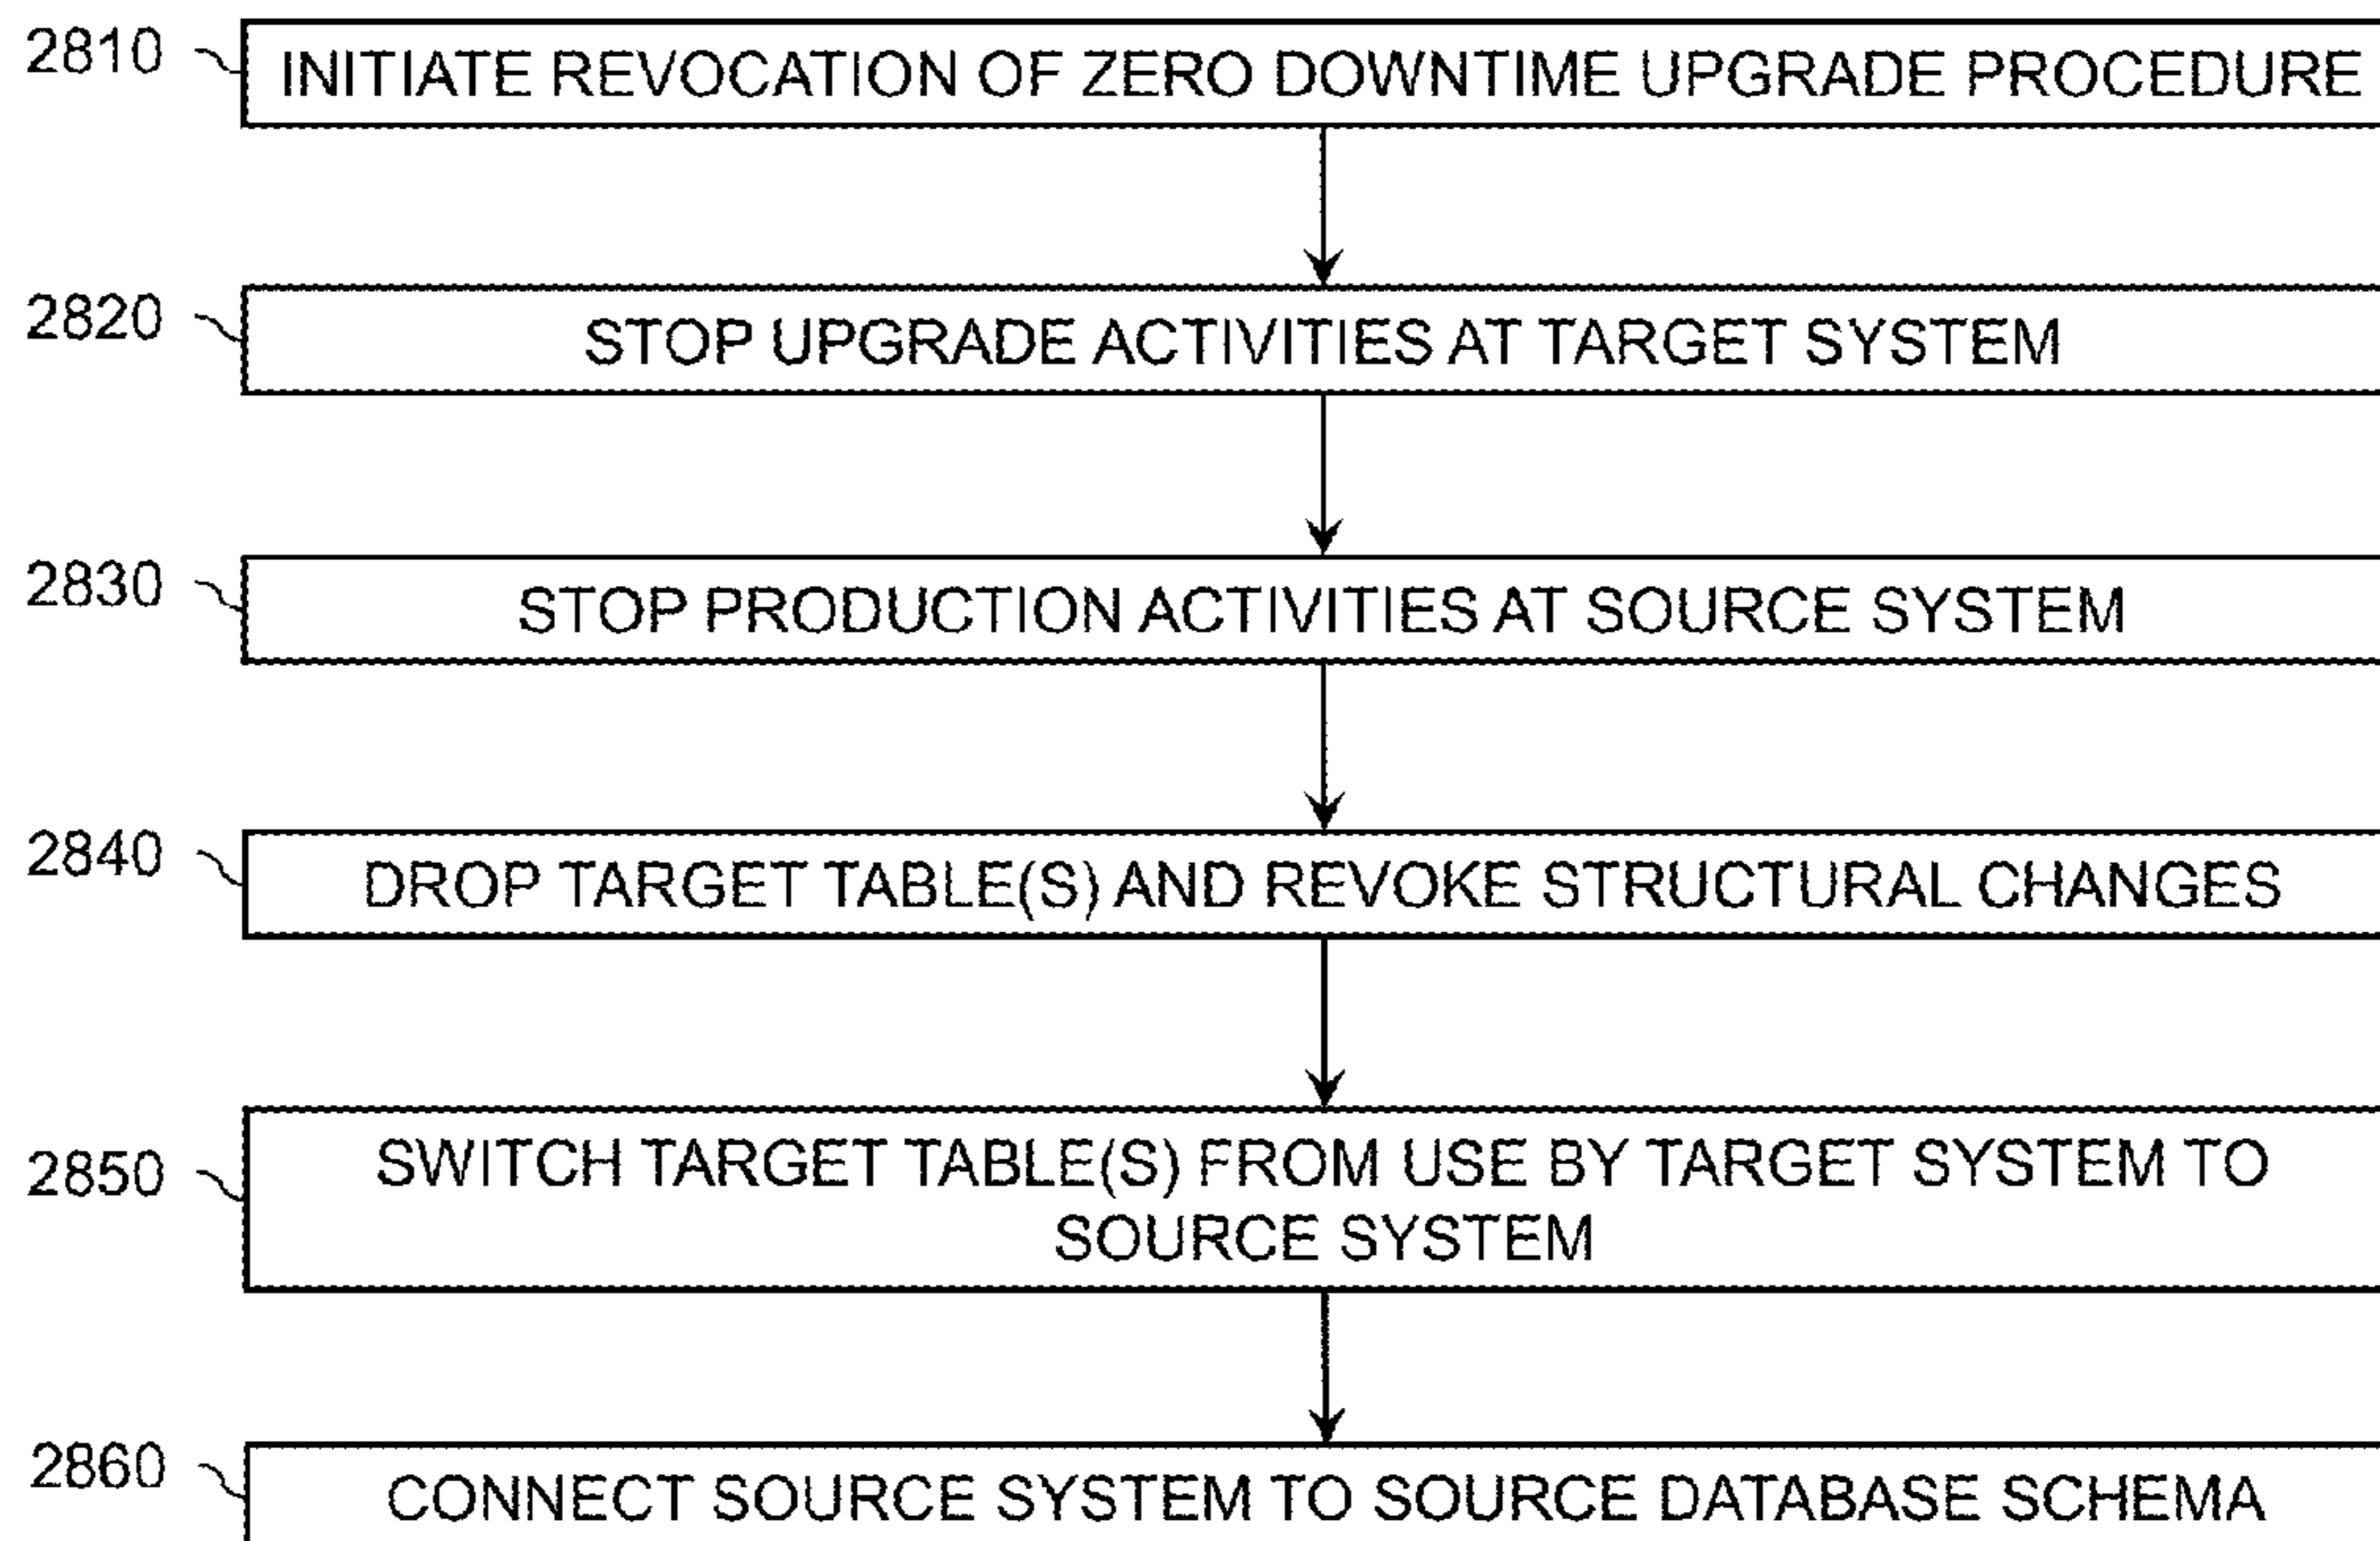 2810 INITIATE REVOCATION OF ZERO DOWNTIME UPGRADE PROCEDURE
2820 STOP UPGRADE ACTIVITIES AT TARGET SYSTEM
2830 STOP PRODUCTION ACTIVITIES AT SOURCE SYSTEM
2840 DROP TARGET TABLE(S) AND REVOKE STRUCTURAL CHANGES
2850 SWITCH TARGET TABLE(S) FROM USE BY TARGET SYSTEM TO
SOURCE SYSTEM
2860 CONNECT SOURCE SYSTEM TO SOURCE DATABASE SCHEMA